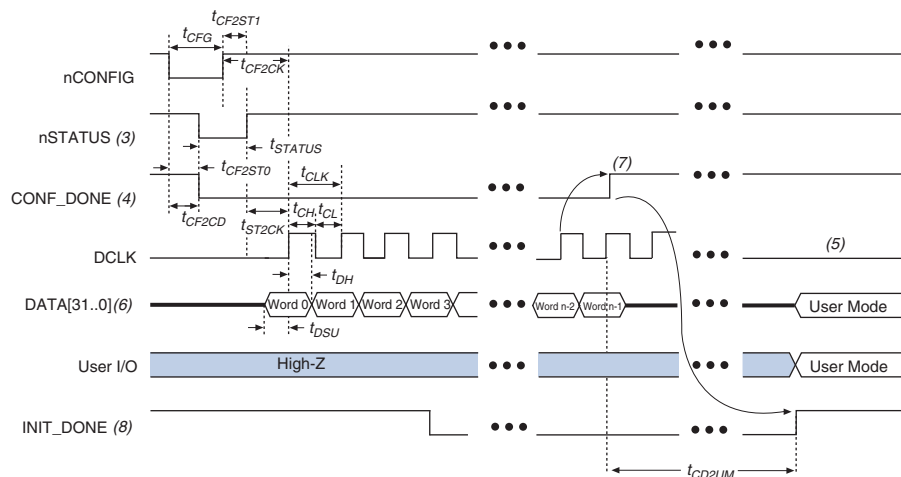 tCF2ST1
tCFG
tCF2CK
nCONFIG
nSTATUS (3)
tSTATUS
tCF2ST0
tCLK
(7)
CONF_DONE (4)
tCF2CD
tST2CK
tCH
tCL
(5)
DCLK
tDH
DATA[31..0](6)
Word 0
Word 1
Word 2
Word 3
Word n-2
Word n-1
User Mode
tDSU
User I/O
High-Z
User Mode
INIT_DONE (8)
tCD2UM